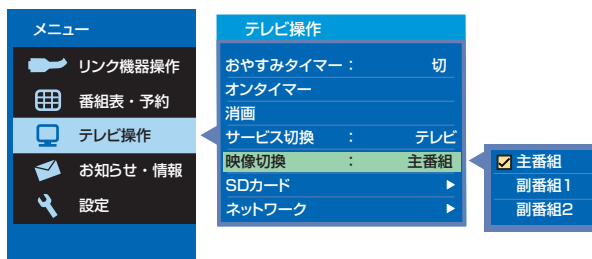 メニュー
リンク機器操作
番組表・予約
テレビ操作
お知らせ・情報
設定
テレビ操作
おやすみタイマー： 切
オンタイマー
消画
サービス切換 ： テレビ
映像切換 ： 主番組
SDカード
ネットワーク
主番組
副番組1
副番組2